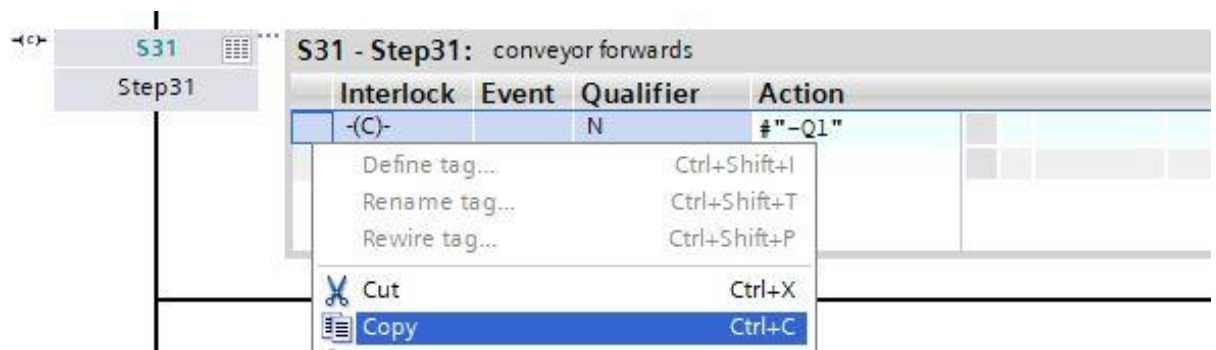 -(c)-
S31
Step31
S31 - Step31: conveyor forwards
Interlock Event Qualifier Action
-(C)- N #"-Q1"
Define tag... Ctrl+Shift+I
Rename tag... Ctrl+Shift+T
Rewire tag... Ctrl+Shift+P
Cut Ctrl+X
Copy Ctrl+C